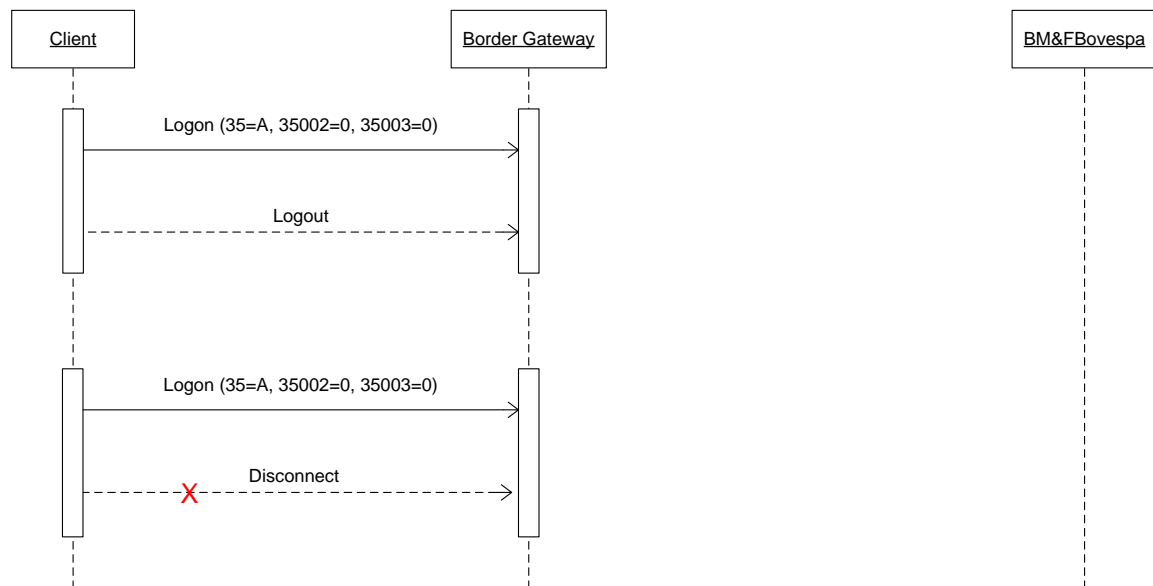 Client
Border Gateway
BM&FBovespa
Logon (35=A, 35002=0, 35003=0)
Logout
Logon (35=A, 35002=0, 35003=0)
Disconnect
X